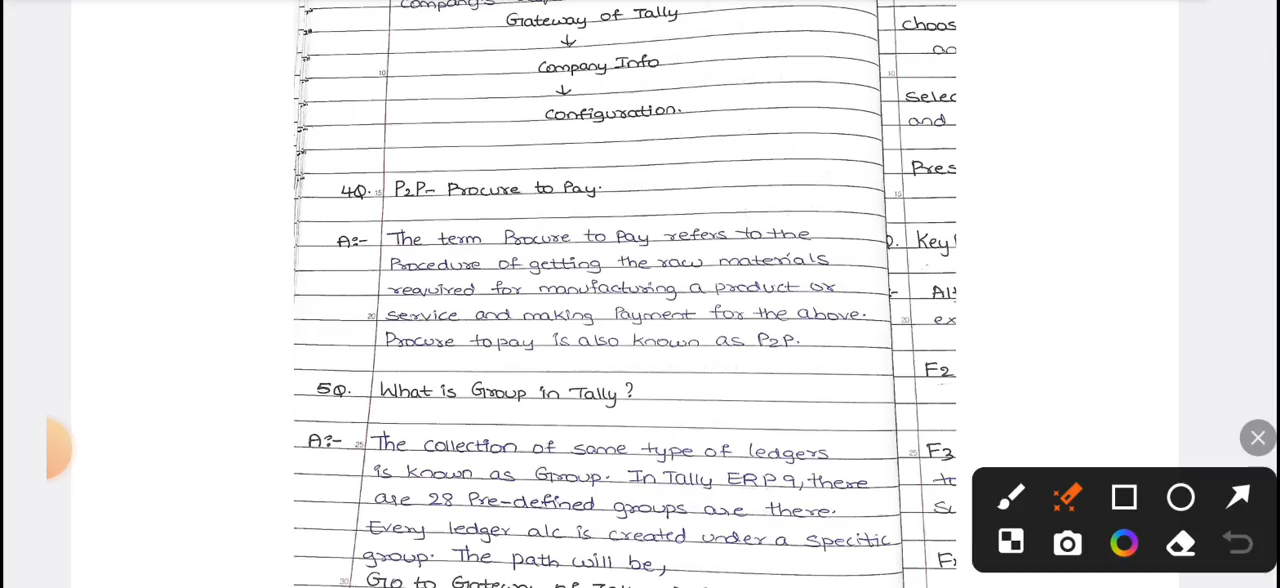 Company's
Gateway of Tally
↓
Company Info
↓
Configuration.
4Q. P2P- Procure to Pay.
A:- The term Procure to Pay refers to the
Procedure of getting the raw materials
required for manufacturing a product or
service and making Payment for the above.
Procure to pay is also known as P2P.
5Q. What is Group in Tally?
A:- The collection of same type of ledgers
is known as Group. In Tally ERP 9, there
are 28 Pre-defined groups are there.
Every ledger a/c is created under a specific
group. The path will be,
Go to Gateway of Tally
choos
Selec
and
Pres
Key
F2
F3